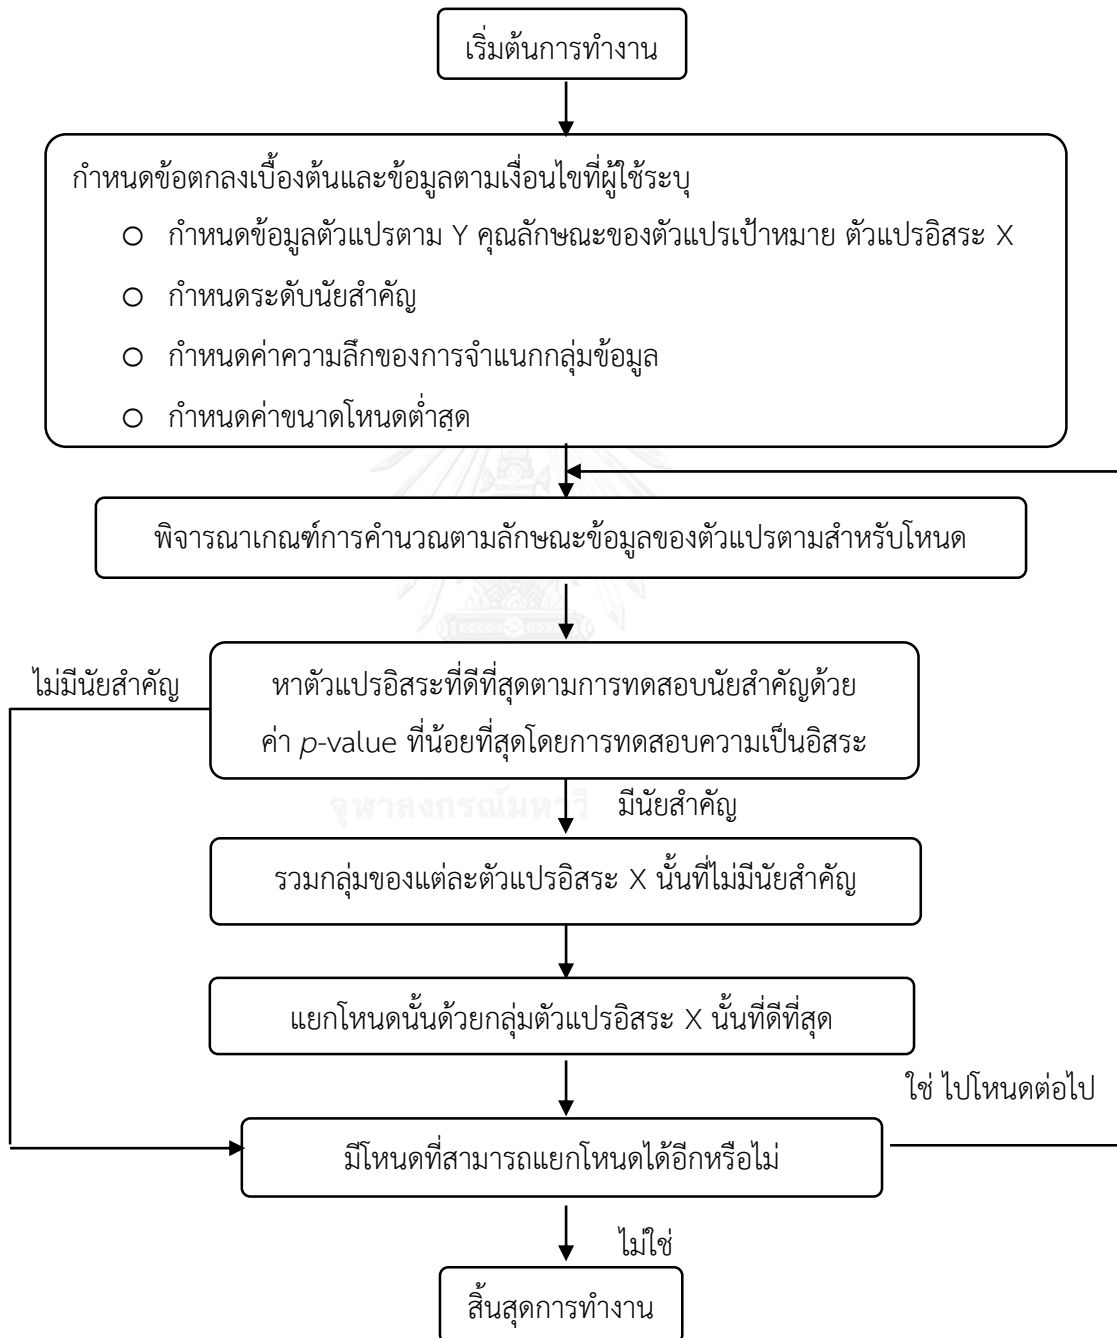 เริ่มต้นการทำงาน
กำหนดข้อตกลงเบื้องต้นและข้อมูลตามเงื่อนไขที่ผู้ใช้ระบุ
กำหนดข้อมูลตัวแปรตาม Y คุณลักษณะของตัวแปรเป้าหมาย ตัวแปรอิสระ X
กำหนดระดับนัยสำคัญ
กำหนดค่าความลึกของการจำแนกกลุ่มข้อมูล
กำหนดค่าขนาดโหนดต่ำสุด
พิจารณาเกณฑ์การคำนวณตามลักษณะข้อมูลของตัวแปรตามสำหรับโหนด
ไม่มีนัยสำคัญ
หาตัวแปรอิสระที่ดีที่สุดตามการทดสอบนัยสำคัญด้วย
ค่า p-value ที่น้อยที่สุดโดยการทดสอบความเป็นอิสระ
จุฬาลงกรณ์มหาวิ
มีนัยสำคัญ
รวมกลุ่มของแต่ละตัวแปรอิสระ X นั้นที่ไม่มีนัยสำคัญ
แยกโหนดนั้นด้วยกลุ่มตัวแปรอิสระ X นั้นที่ดีที่สุด
ใช่ ไปโหนดต่อไป
มีโหนดที่สามารถแยกโหนดได้อีกหรือไม่
ไม่ใช่
สิ้นสุดการทำงาน